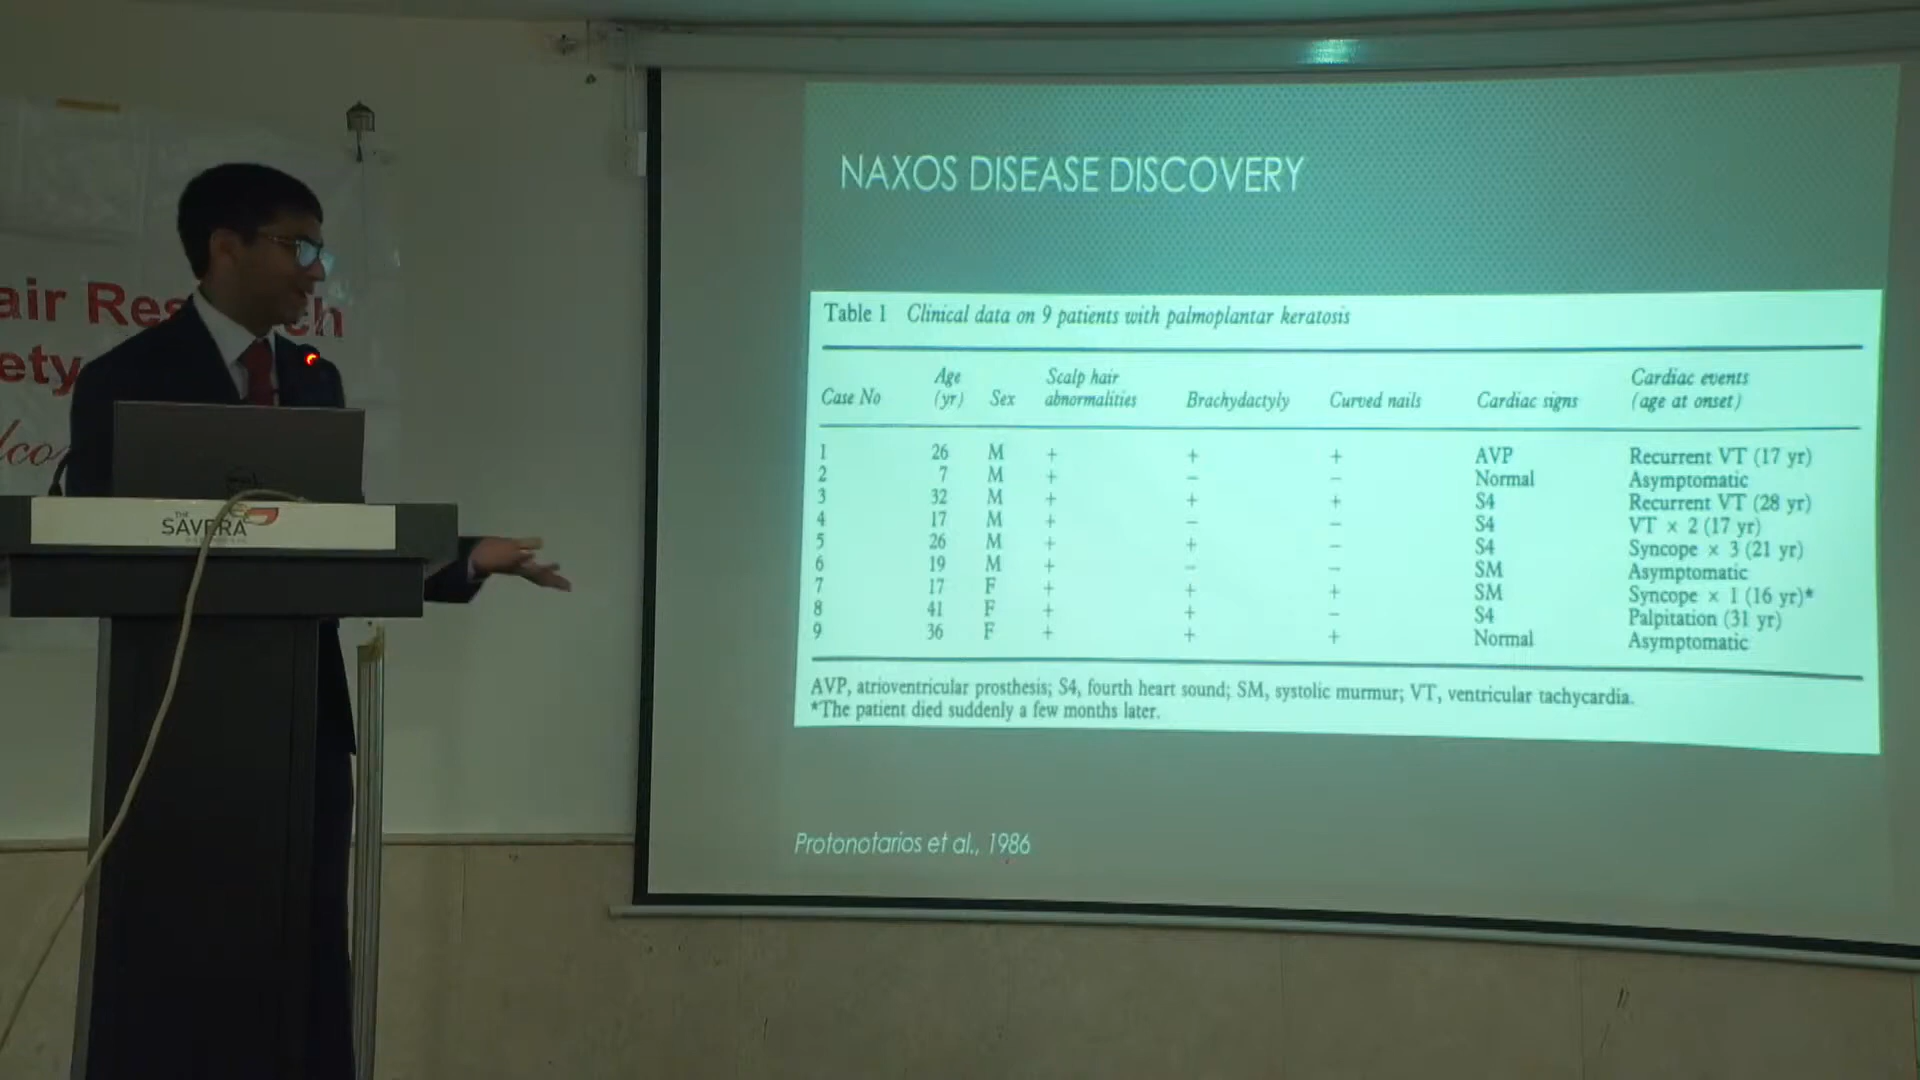 NAXOS DISEASE DISCOVERY
Table 1 Clinical data on 9 patients with palmoplantar keratosis
Case No Age (yr) Sex Scalp hair abnormalities Brachydactyly Curved nails Cardiac signs Cardiac events (age at onset)
1 26 M + + + AVP Recurrent VT (17 yr)
2 7 M + − − Normal Asymptomatic
3 32 M + + + S4 Recurrent VT (28 yr)
4 17 M + − − S4 VT × 2 (17 yr)
5 26 M + + − S4 Syncope × 3 (21 yr)
6 19 M + − − SM Asymptomatic
7 17 F + + + SM Syncope × 1 (16 yr)*
8 41 F + + − S4 Palpitation (31 yr)
9 36 F + + + Normal Asymptomatic
AVP, atrioventricular prosthesis; S4, fourth heart sound; SM, systolic murmur; VT, ventricular tachycardia.
*The patient died suddenly a few months later.
Protonotarios et al., 1986
THE
SAVERA